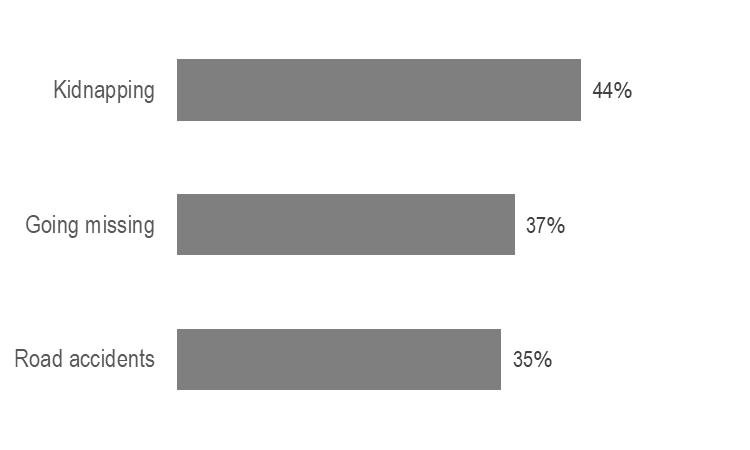 Kidnapping 44%
Going missing 37%
Road accidents 35%